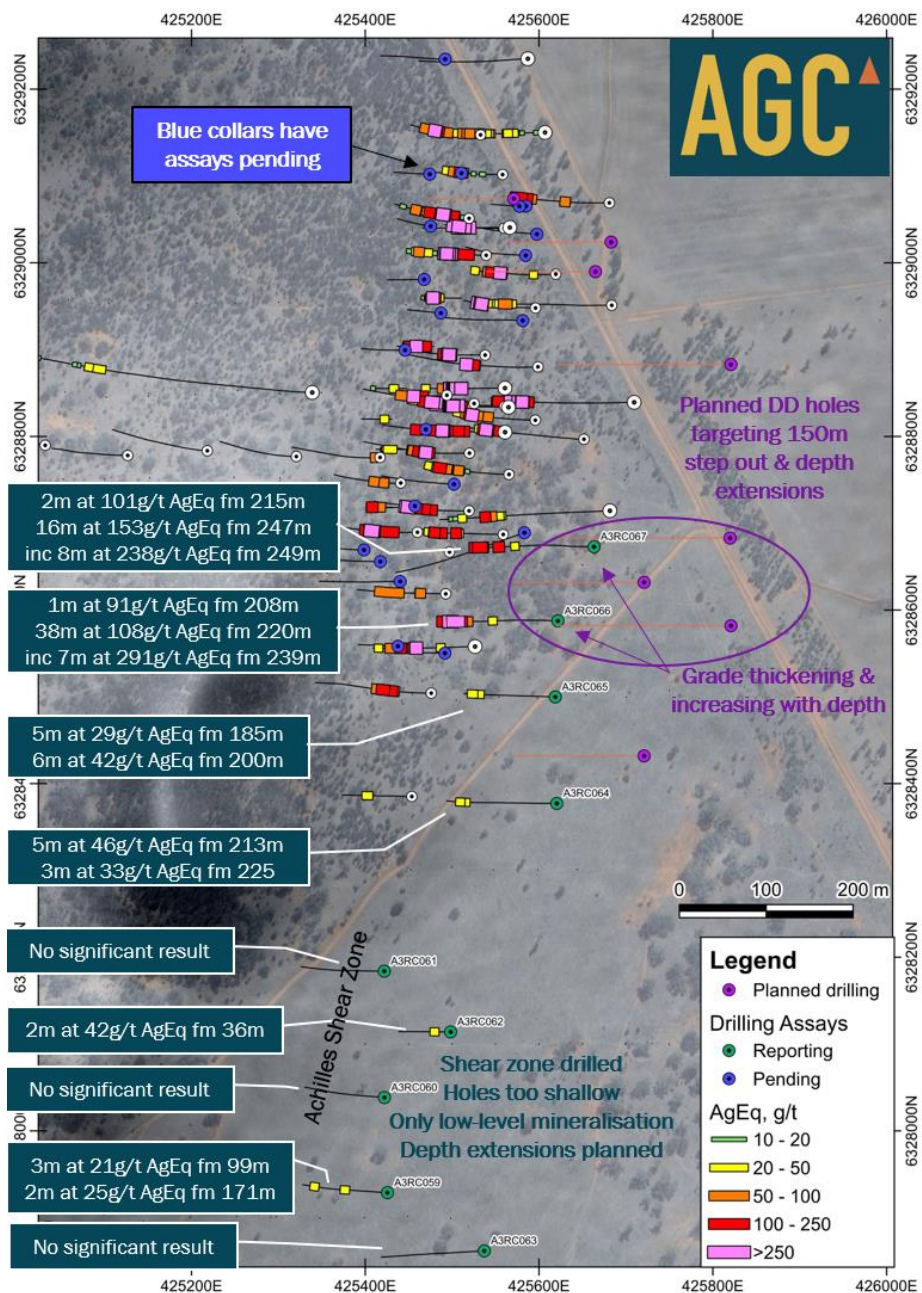 425200E 425400E 425600E 425800E 426000E
6329200N
6329200N
AGC
Blue collars have
assays pending
6329000N
6329000N
Planned DD holes
targeting 150m
step out & depth
extensions
6328800N
6328800N
2m at 101g/t AgEq fm 215m
16m at 153g/t AgEq fm 247m
inc 8m at 238g/t AgEq fm 249m
A3RC067
1m at 91g/t AgEq fm 208m
38m at 108g/t AgEq fm 220m
inc 7m at 291g/t AgEq fm 239m
A3RC066
6328600N
Grade thickening &
increasing with depth
A3RC065
5m at 29g/t AgEq fm 185m
6m at 42g/t AgEq fm 200m
63284
6328400N
A3RC064
5m at 46g/t AgEq fm 213m
3m at 33g/t AgEq fm 225
0 100 200 m
No significant result
A3RC061
6328200N
Achilles Shear Zone
2m at 42g/t AgEq fm 36m
A3RC062
Shear zone drilled
Holes too shallow
Only low-level mineralisation
Depth extensions planned
No significant result
A3RC060
6328000N
3m at 21g/t AgEq fm 99m
2m at 25g/t AgEq fm 171m
A3RC059
No significant result
A3RC063
Legend
Planned drilling
Drilling Assays
Reporting
Pending
AgEq, g/t
10 - 20
20 - 50
50 - 100
100 - 250
>250
425200E 425400E 425600E 425800E 426000E